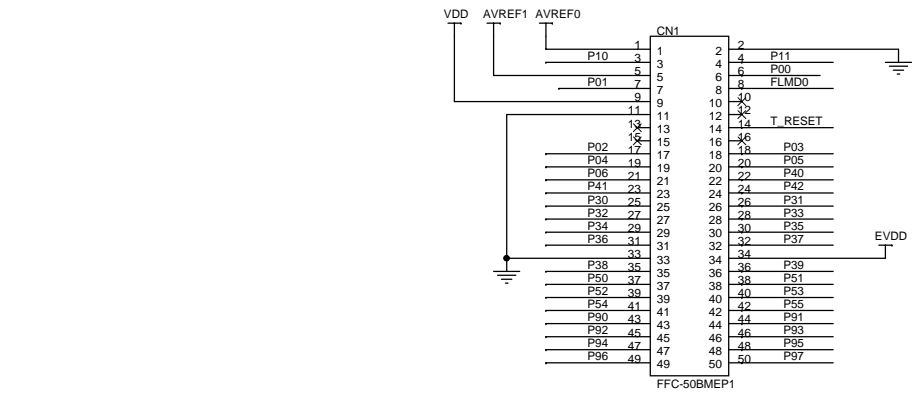 VDD AVREF1 AVREF0
CN1
1 1 2 2
P10 3 3 4 4 P11
5 5 6 6 P00
P01 7 7 8 8 FLMD0
9 9 10 10
11 11 12 12
13 13 14 14 T_RESET
15 15 16 16
P02 17 17 18 18 P03
P04 19 19 20 20 P05
P06 21 21 22 22 P40
P41 23 23 24 24 P42
P30 25 25 26 26 P31
P32 27 27 28 28 P33
P34 29 29 30 30 P35
P36 31 31 32 32 P37
EVDD
33 33 34 34
P38 35 35 36 36 P39
P50 37 37 38 38 P51
P52 39 39 40 40 P53
P54 41 41 42 42 P55
P90 43 43 44 44 P91
P92 45 45 46 46 P93
P94 47 47 48 48 P95
P96 49 49 50 50 P97
FFC-50BMEP1